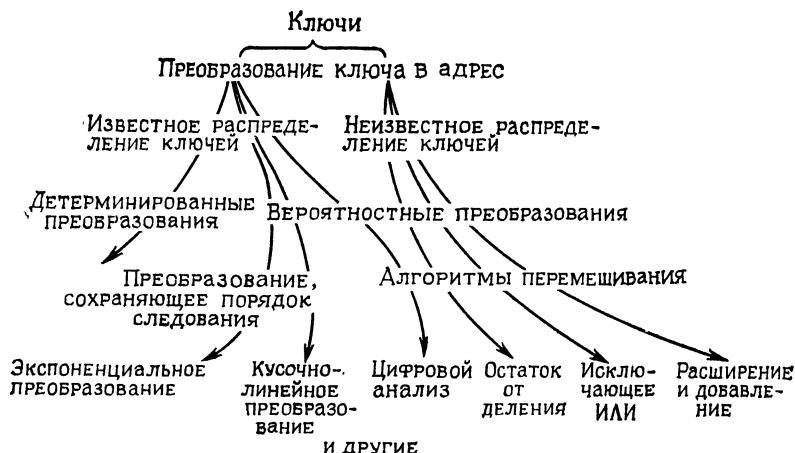 Ключи
Преобразование ключа в адрес
Известное распреде-
ление ключей
Неизвестное распреде-
ление ключей
Детерминированные
преобразования
Вероятностные преобразования
Преобразование,
сохраняющее порядок
следования
Алгоритмы перемешивания
Экспоненциальное
преобразование
Кусочно-
линейное
преобразо-
вание
Цифровой
анализ
Остаток
от
деления
Исклю-
чающее
ИЛИ
Расширение
и добавле-
ние
и другие